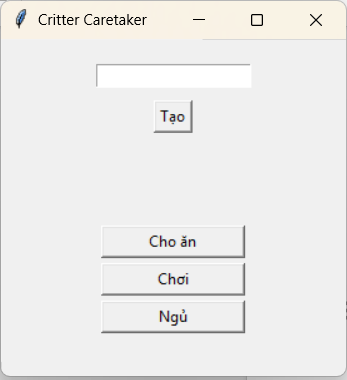 Critter Caretaker
Tạo
Cho ăn
Chơi
Ngủ